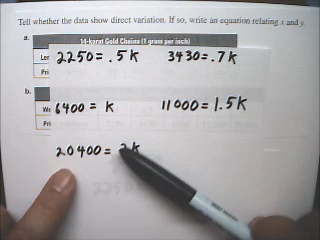 Tell whether the data show direct variation. If so, write an equation relating x and y.
a.
14-karat Gold Chains (1 gram per inch)
2250 = .5K 3430 = .7K
b.
6400 = K 11000 = 1.5K
20400 = 2K